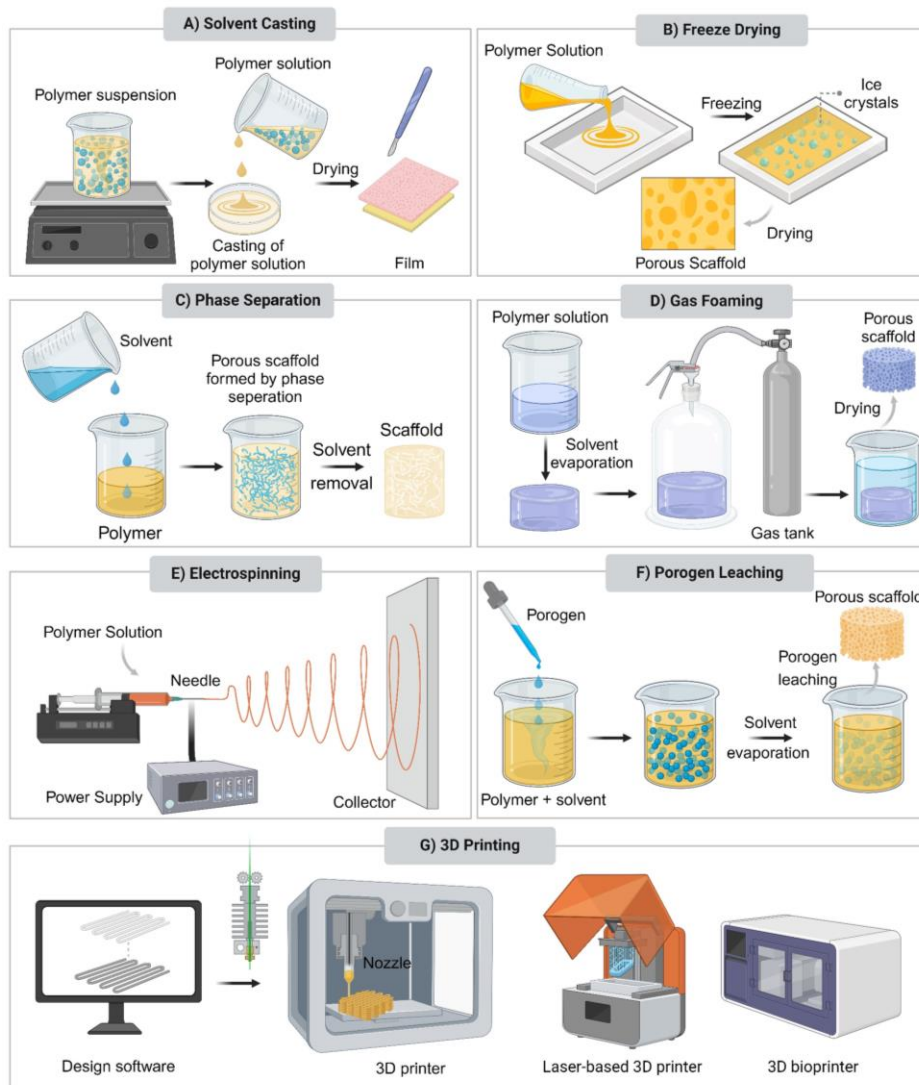 A) Solvent Casting
Polymer suspension
Polymer solution
Drying
Casting of
polymer solution
Film
B) Freeze Drying
Polymer Solution
Freezing
Ice
crystals
Drying
Porous Scaffold
C) Phase Separation
Solvent
Porous scaffold
formed by phase
seperation
Scaffold
Solvent
removal
Polymer
D) Gas Foaming
Polymer solution
Porous
scaffold
Drying
Solvent
evaporation
Gas tank
E) Electrospinning
Polymer Solution
Needle
Power Supply
Collector
F) Porogen Leaching
Porogen
Porous scaffold
Porogen
leaching
Solvent
evaporation
Polymer + solvent
G) 3D Printing
Nozzle
Design software
3D printer
Laser-based 3D printer
3D bioprinter